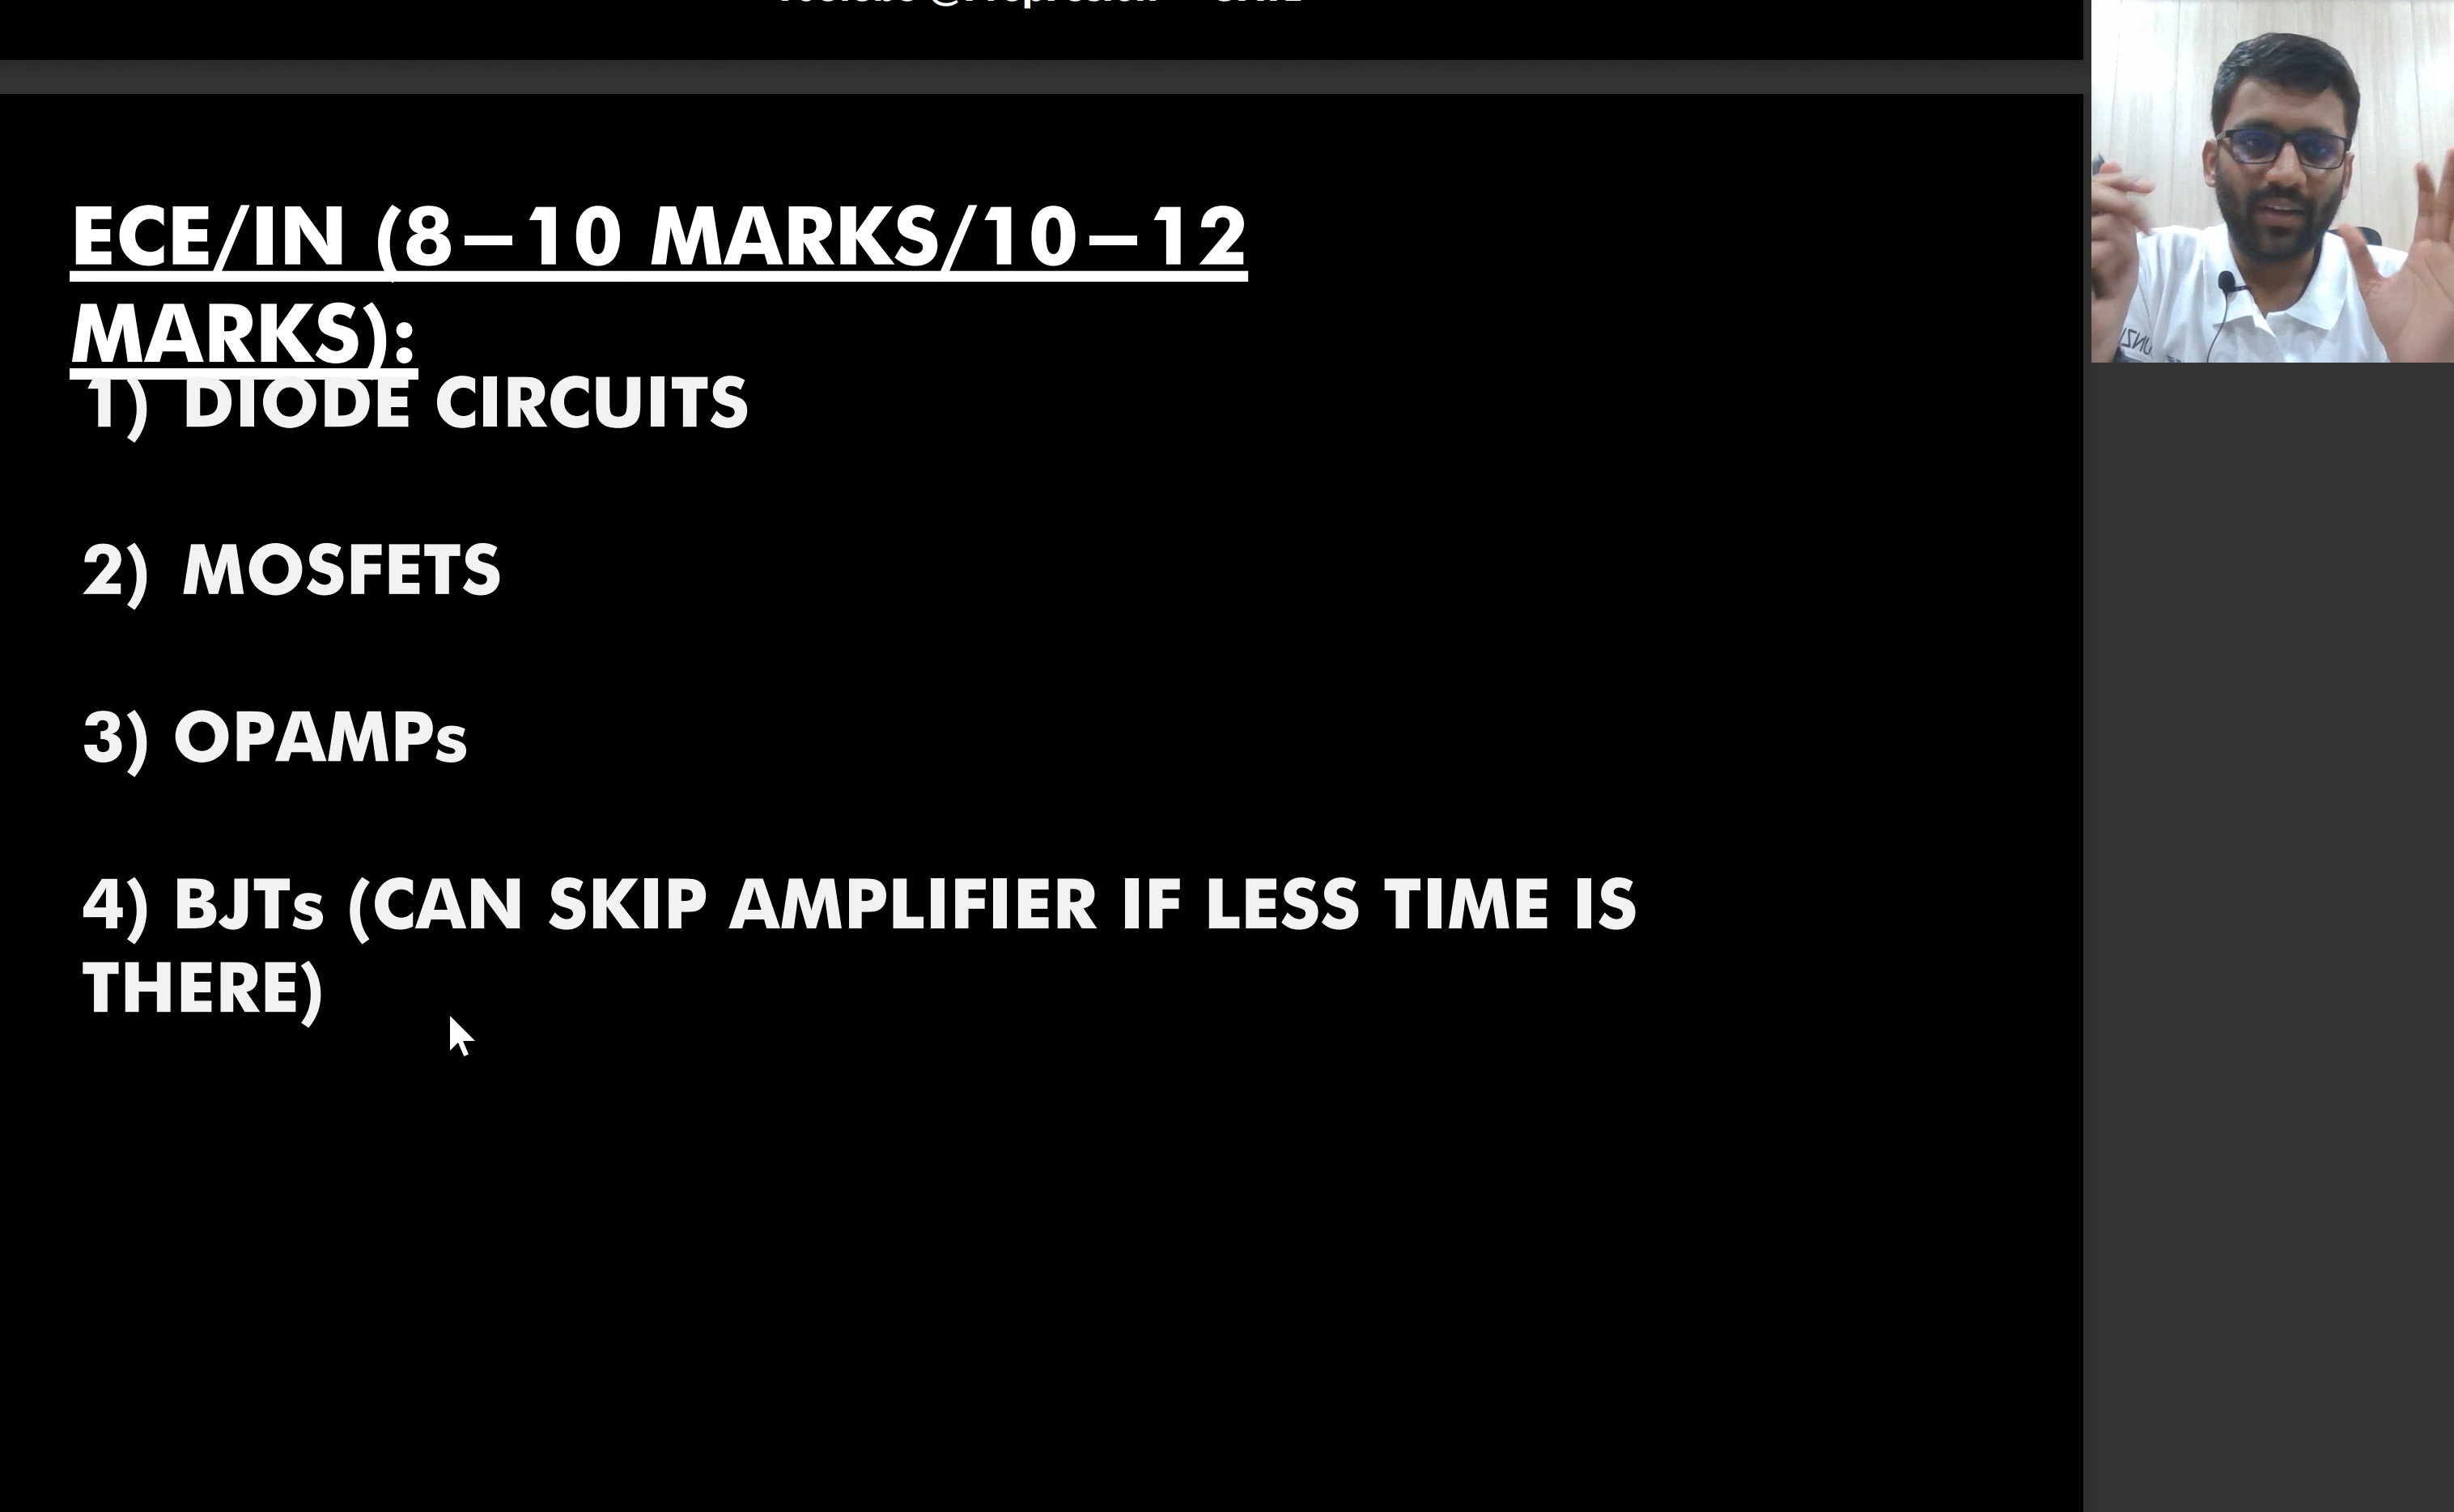 ECE/IN (8–10 MARKS/10–12
MARKS):
1) DIODE CIRCUITS
2) MOSFETS
3) OPAMPs
4) BJTs (CAN SKIP AMPLIFIER IF LESS TIME IS
THERE)